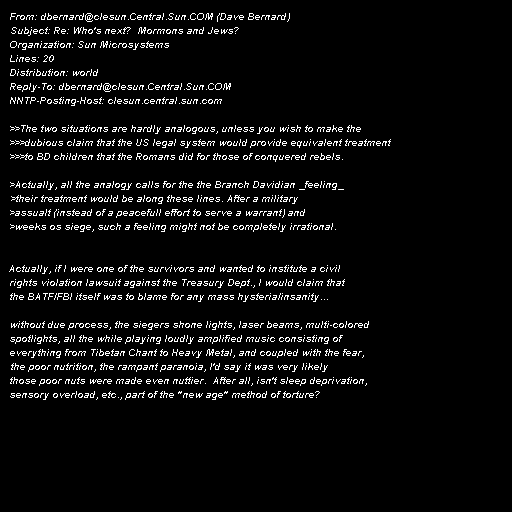 From: dbernard@clesun.Central.Sun.COM (Dave Bernard)
Subject: Re: Who's next?  Mormons and Jews?
Organization: Sun Microsystems
Lines: 20
Distribution: world
Reply-To: dbernard@clesun.Central.Sun.COM
NNTP-Posting-Host: clesun.central.sun.com

>>The two situations are hardly analogous, unless you wish to make the
>>>dubious claim that the US legal system would provide equivalent treatment
>>>to BD children that the Romans did for those of conquered rebels.

>Actually, all the analogy calls for the the Branch Davidian _feeling_
>their treatment would be along these lines. After a military
>assualt (instead of a peacefull effort to serve a warrant) and
>weeks os siege, such a feeling might not be completely irrational.

Actually, if I were one of the survivors and wanted to institute a civil
rights violation lawsuit against the Treasury Dept., I would claim that
the BATF/FBI itself was to blame for any mass hysteria/insanity...

without due process, the siegers shone lights, laser beams, multi-colored
spotlights, all the while playing loudly amplified music consisting of
everything from Tibetan Chant to Heavy Metal, and coupled with the fear,
the poor nutrition, the rampant paranoia, I'd say it was very likely
those poor nuts were made even nuttier.  After all, isn't sleep deprivation,
sensory overload, etc., part of the "new age" method of torture?